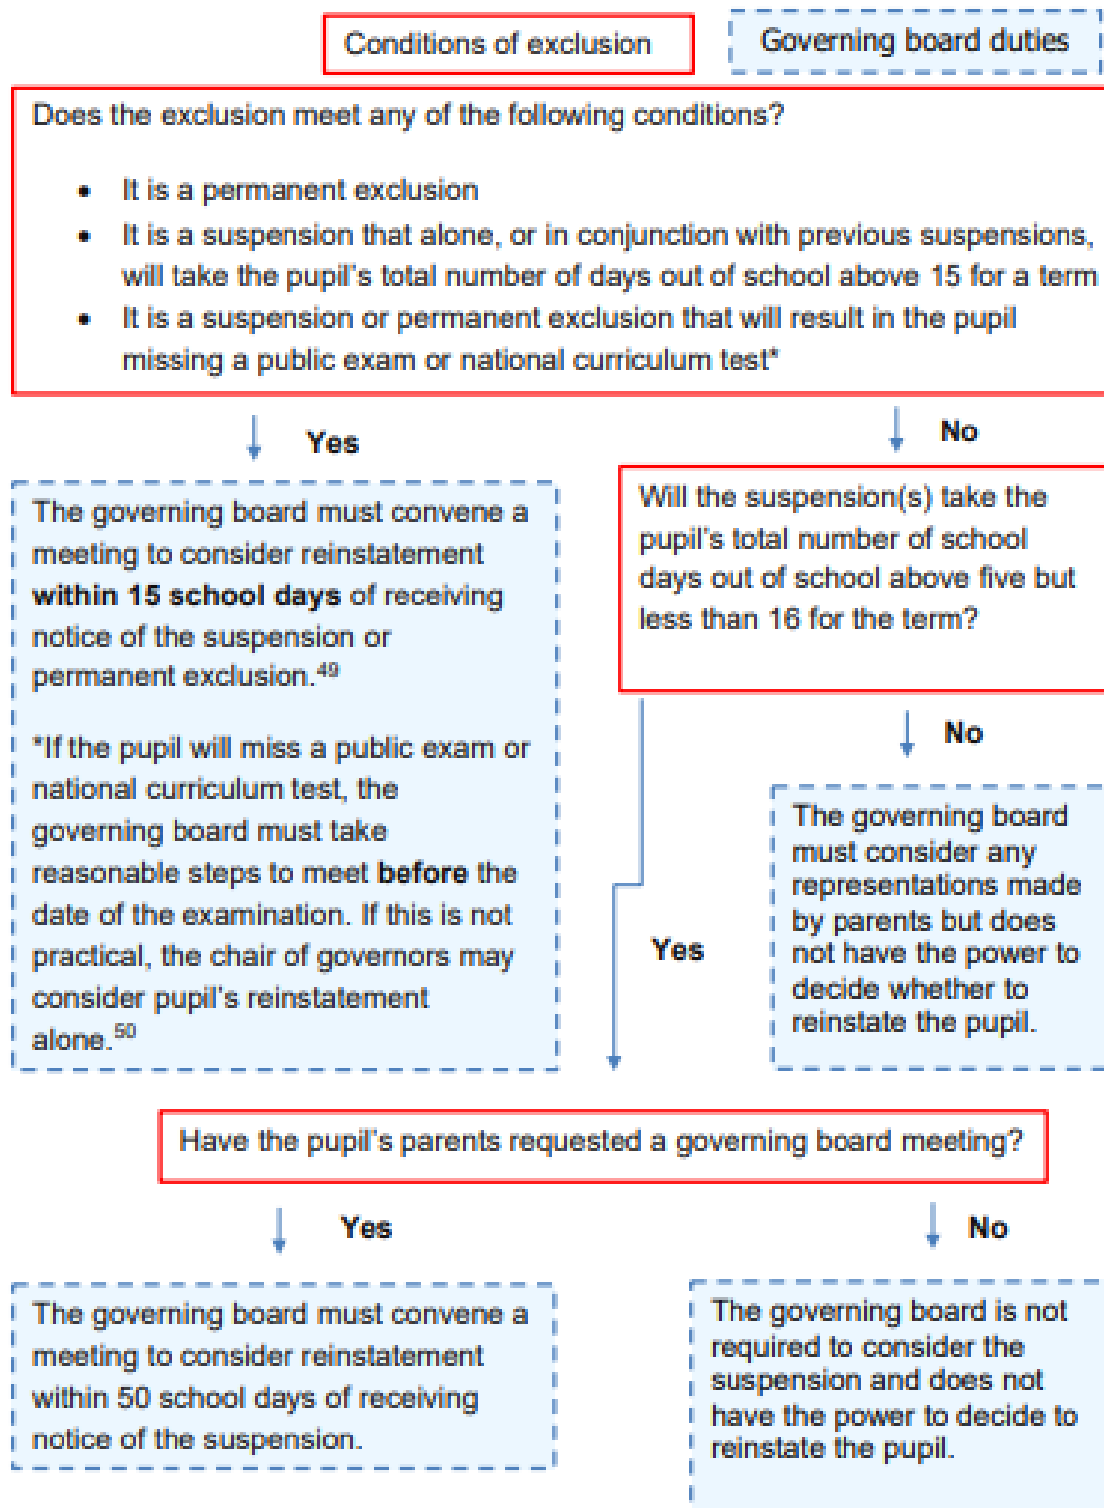 Conditions of exclusion
Governing board duties
Does the exclusion meet any of the following conditions?
• It is a permanent exclusion
• It is a suspension that alone, or in conjunction with previous suspensions,
will take the pupil's total number of days out of school above 15 for a term
• It is a suspension or permanent exclusion that will result in the pupil
missing a public exam or national curriculum test*
Yes
No
The governing board must convene a
meeting to consider reinstatement
within 15 school days of receiving
notice of the suspension or
permanent exclusion.49
*If the pupil will miss a public exam or
national curriculum test, the
governing board must take
reasonable steps to meet before the
date of the examination. If this is not
practical, the chair of governors may
consider pupil's reinstatement
alone.50
Will the suspension(s) take the
pupil's total number of school
days out of school above five but
less than 16 for the term?
No
Yes
The governing board
must consider any
representations made
by parents but does
not have the power to
decide whether to
reinstate the pupil.
Have the pupil's parents requested a governing board meeting?
Yes
No
The governing board must convene a
meeting to consider reinstatement
within 50 school days of receiving
notice of the suspension.
The governing board is not
required to consider the
suspension and does not
have the power to decide to
reinstate the pupil.